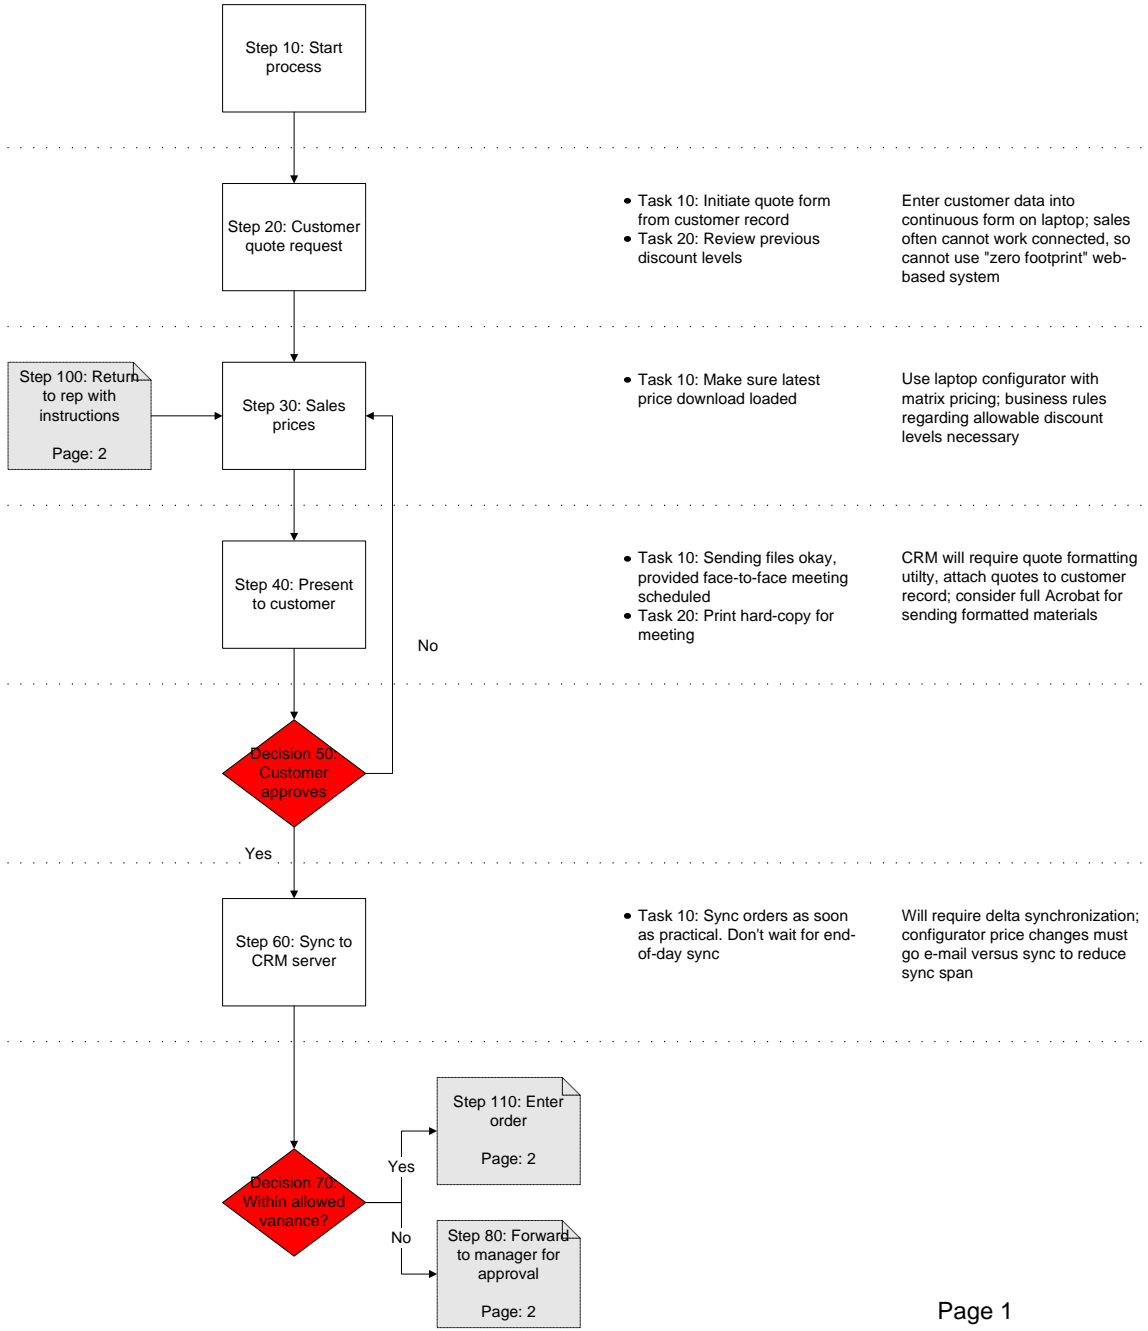 Step 10: Start
process
Step 20: Customer
quote request
• Task 10: Initiate quote form
from customer record
• Task 20: Review previous
discount levels
Enter customer data into
continuous form on laptop; sales
often cannot work connected, so
cannot use "zero footprint" web-
based system
Step 100: Return
to rep with
instructions
Page: 2
Step 30: Sales
prices
• Task 10: Make sure latest
price download loaded
Use laptop configurator with
matrix pricing; business rules
regarding allowable discount
levels necessary
Step 40: Present
to customer
• Task 10: Sending files okay,
provided face-to-face meeting
scheduled
• Task 20: Print hard-copy for
meeting
CRM will require quote formatting
utilty, attach quotes to customer
record; consider full Acrobat for
sending formatted materials
No
Decision 50:
Customer
approves
Yes
Step 60: Sync to
CRM server
• Task 10: Sync orders as soon
as practical. Don't wait for end-
of-day sync
Will require delta synchronization;
configurator price changes must
go e-mail versus sync to reduce
sync span
Decision 70:
Within allowed
variance?
Yes
Step 110: Enter
order
Page: 2
No
Step 80: Forward
to manager for
approval
Page: 2
Page 1